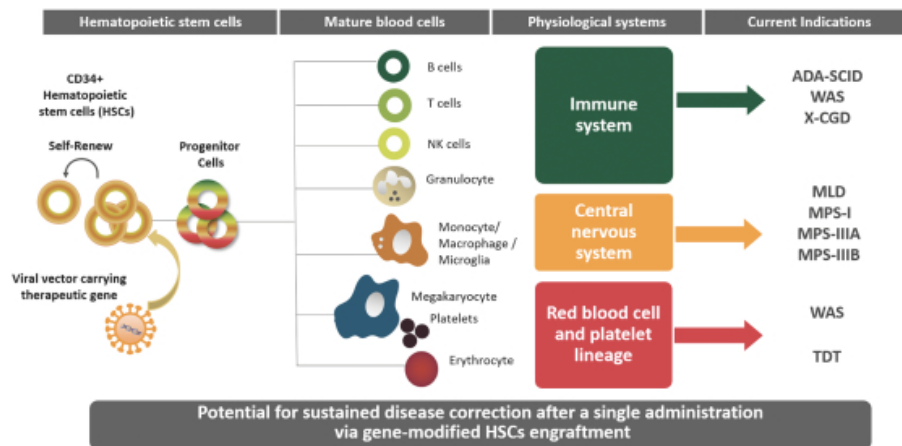 Hematopoietic stem cells
Mature blood cells
Physiological systems
Current Indications
CD34+
Hematopoietic
stem cells (HSCs)
Self-Renew
Progenitor
Cells
Viral vector carrying
therapeutic gene
B cells
T cells
NK cells
Granulocyte
Monocyte/
Macrophage /
Microglia
Megakaryocyte
Platelets
Erythrocyte
Immune
system
Central
nervous
system
Red blood cell
and platelet
lineage
ADA-SCID
WAS
X-CGD
MLD
MPS-I
MPS-IIIA
MPS-IIIB
WAS
TDT
Potential for sustained disease correction after a single administration
via gene-modified HSCs engraftment